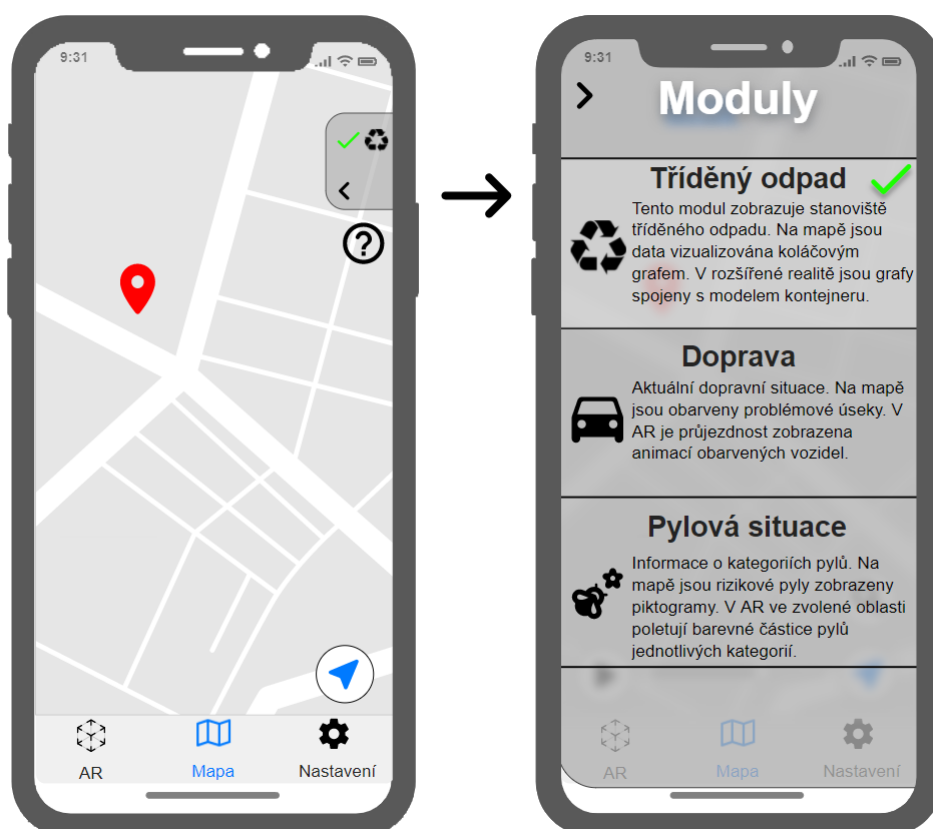 9:31
AR
Mapa
Nastavení
9:31
Moduly
Tříděný odpad
Tento modul zobrazuje stanoviště
tříděného odpadu. Na mapě jsou
data vizualizována koláčovým
grafem. V rozšířené realitě jsou grafy
spojeny s modelem kontejneru.
Doprava
Aktuální dopravní situace. Na mapě
jsou obarveny problémové úseky. V
AR je průjezdnost zobrazena
animací obarvených vozidel.
Pylová situace
Informace o kategoriích pylů. Na
mapě jsou rizikové pyly zobrazeny
piktogramy. V AR ve zvolené oblasti
poletují barevné částice pylů
jednotlivých kategorií.
AR
Mapa
Nastavení